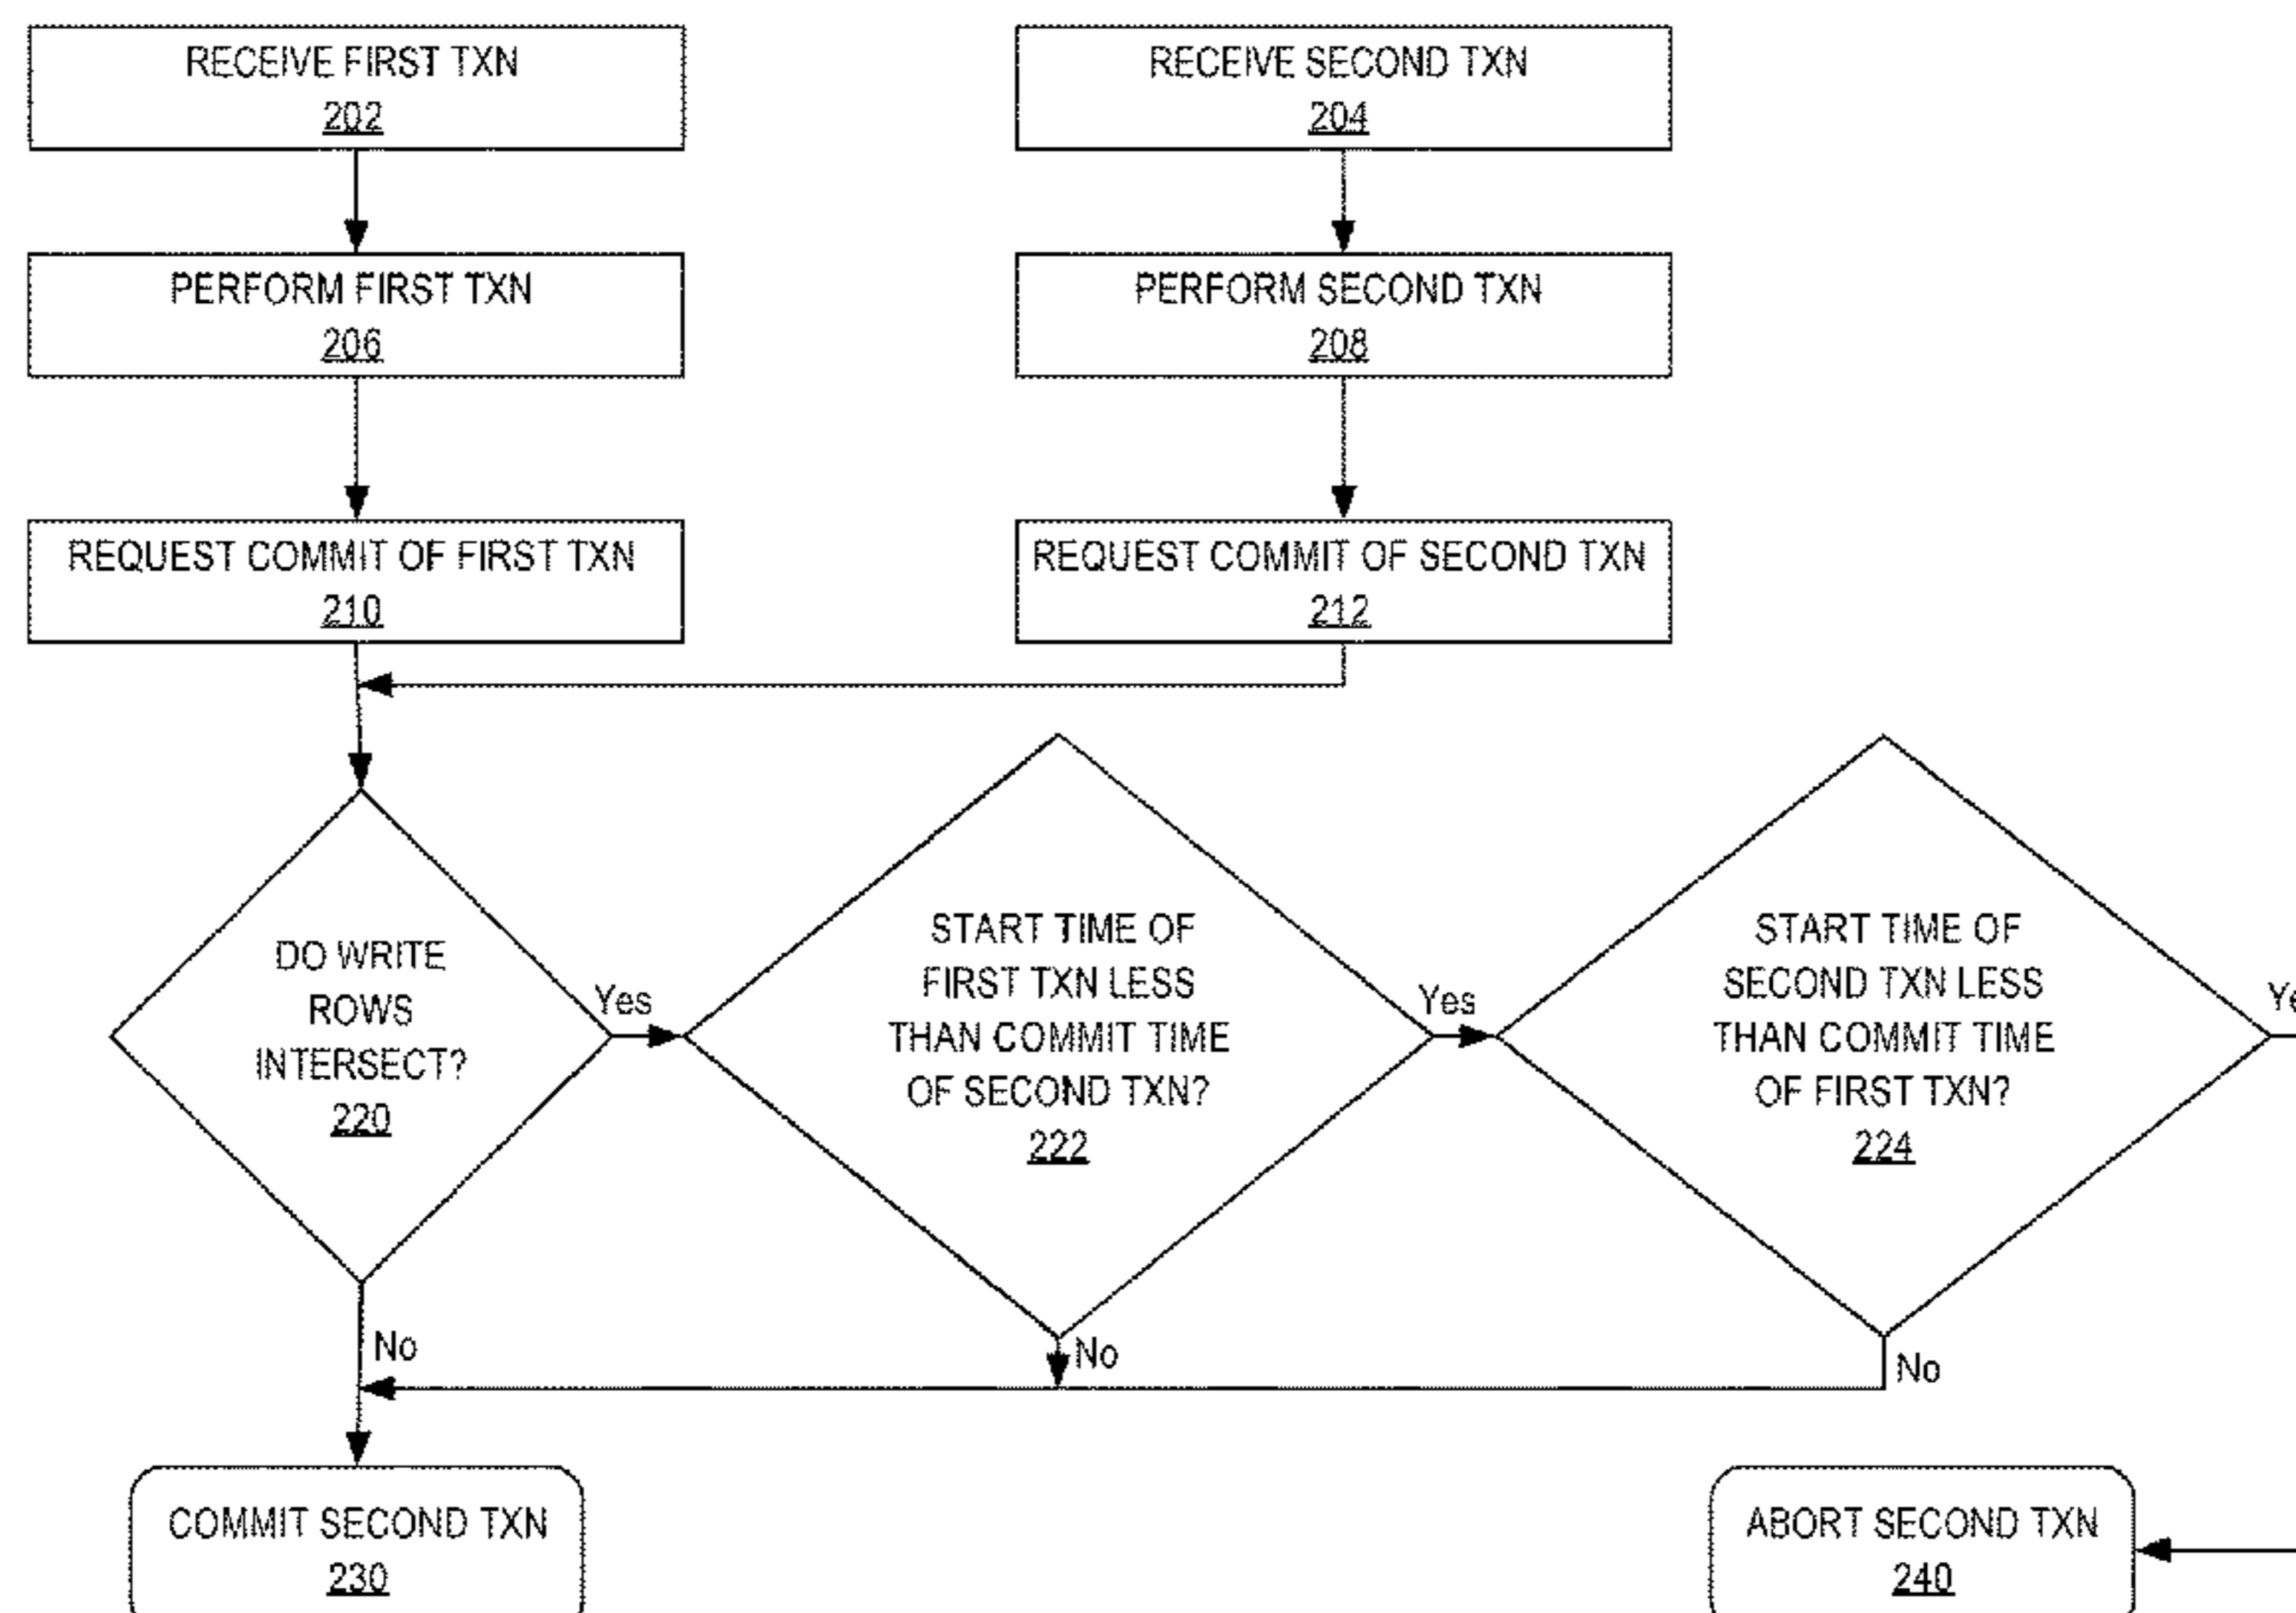 RECEIVE FIRST TXN
202
RECEIVE SECOND TXN
204
PERFORM FIRST TXN
206
PERFORM SECOND TXN
208
REQUEST COMMIT OF FIRST TXN
210
REQUEST COMMIT OF SECOND TXN
212
DO WRITE
ROWS
INTERSECT?
220
Yes
START TIME OF
FIRST TXN LESS
THAN COMMIT TIME
OF SECOND TXN?
222
Yes
START TIME OF
SECOND TXN LESS
THAN COMMIT TIME
OF FIRST TXN?
224
No
No
No
COMMIT SECOND TXN
230
ABORT SECOND TXN
240